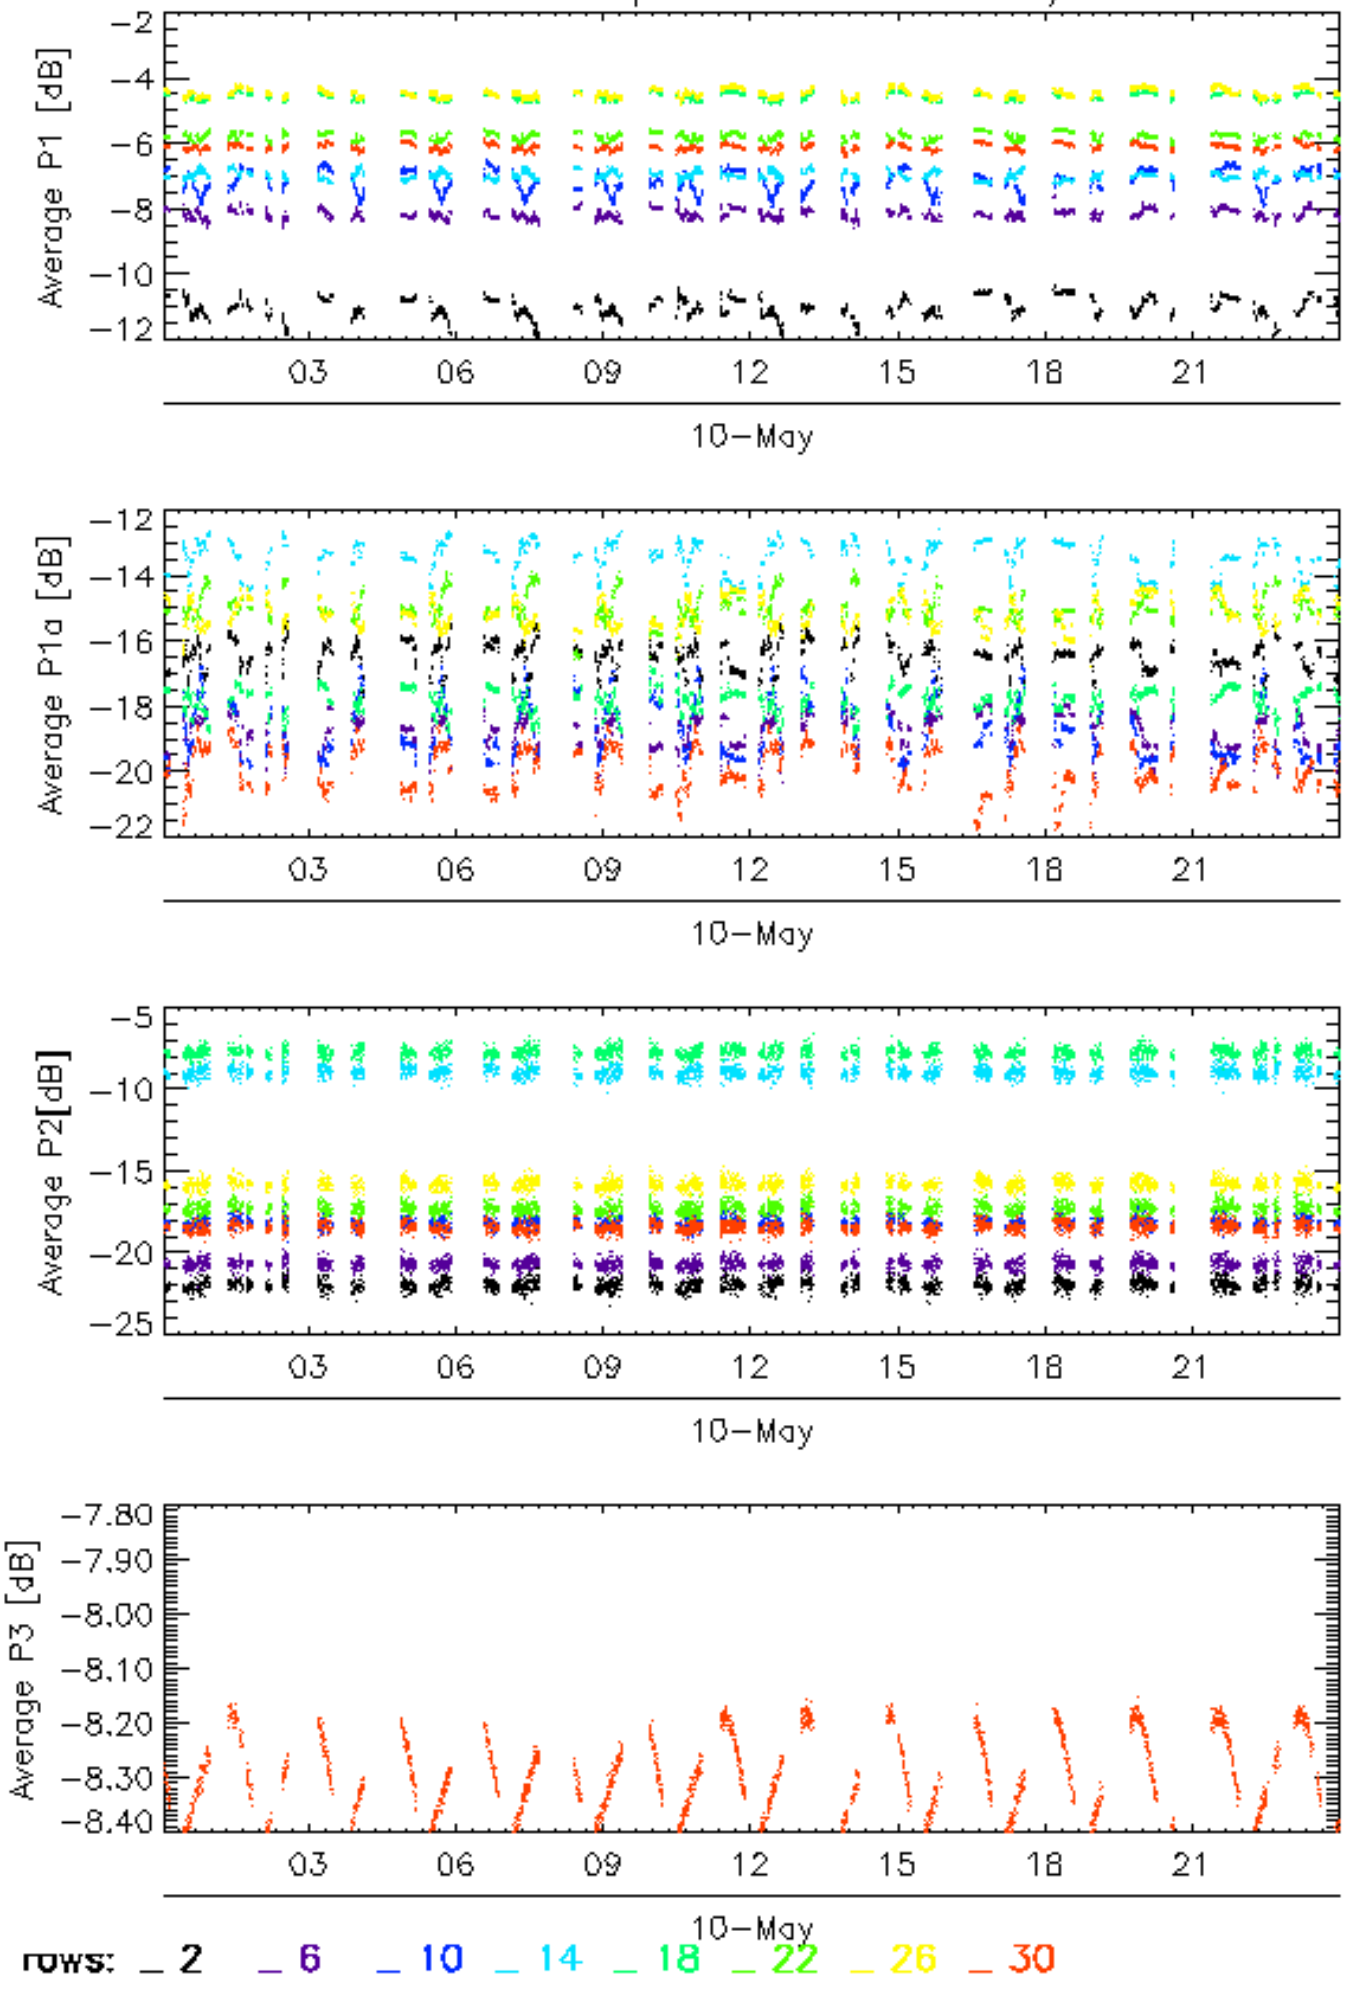 Average P1 [dB]
−2
−4
−6
−8
−10
−12
03 06 09 12 15 18 21
10−May
Average P1a [dB]
−12
−14
−16
−18
−20
−22
03 06 09 12 15 18 21
10−May
Average P2[dB]
−5
−10
−15
−20
−25
03 06 09 12 15 18 21
10−May
Average P3 [dB]
−7.80
−7.90
−8.00
−8.10
−8.20
−8.30
−8.40
03 06 09 12 15 18 21
10−May
rows: _ 2 _ 6 _ 10 _ 14 _ 18 _ 22 _ 26 _ 30